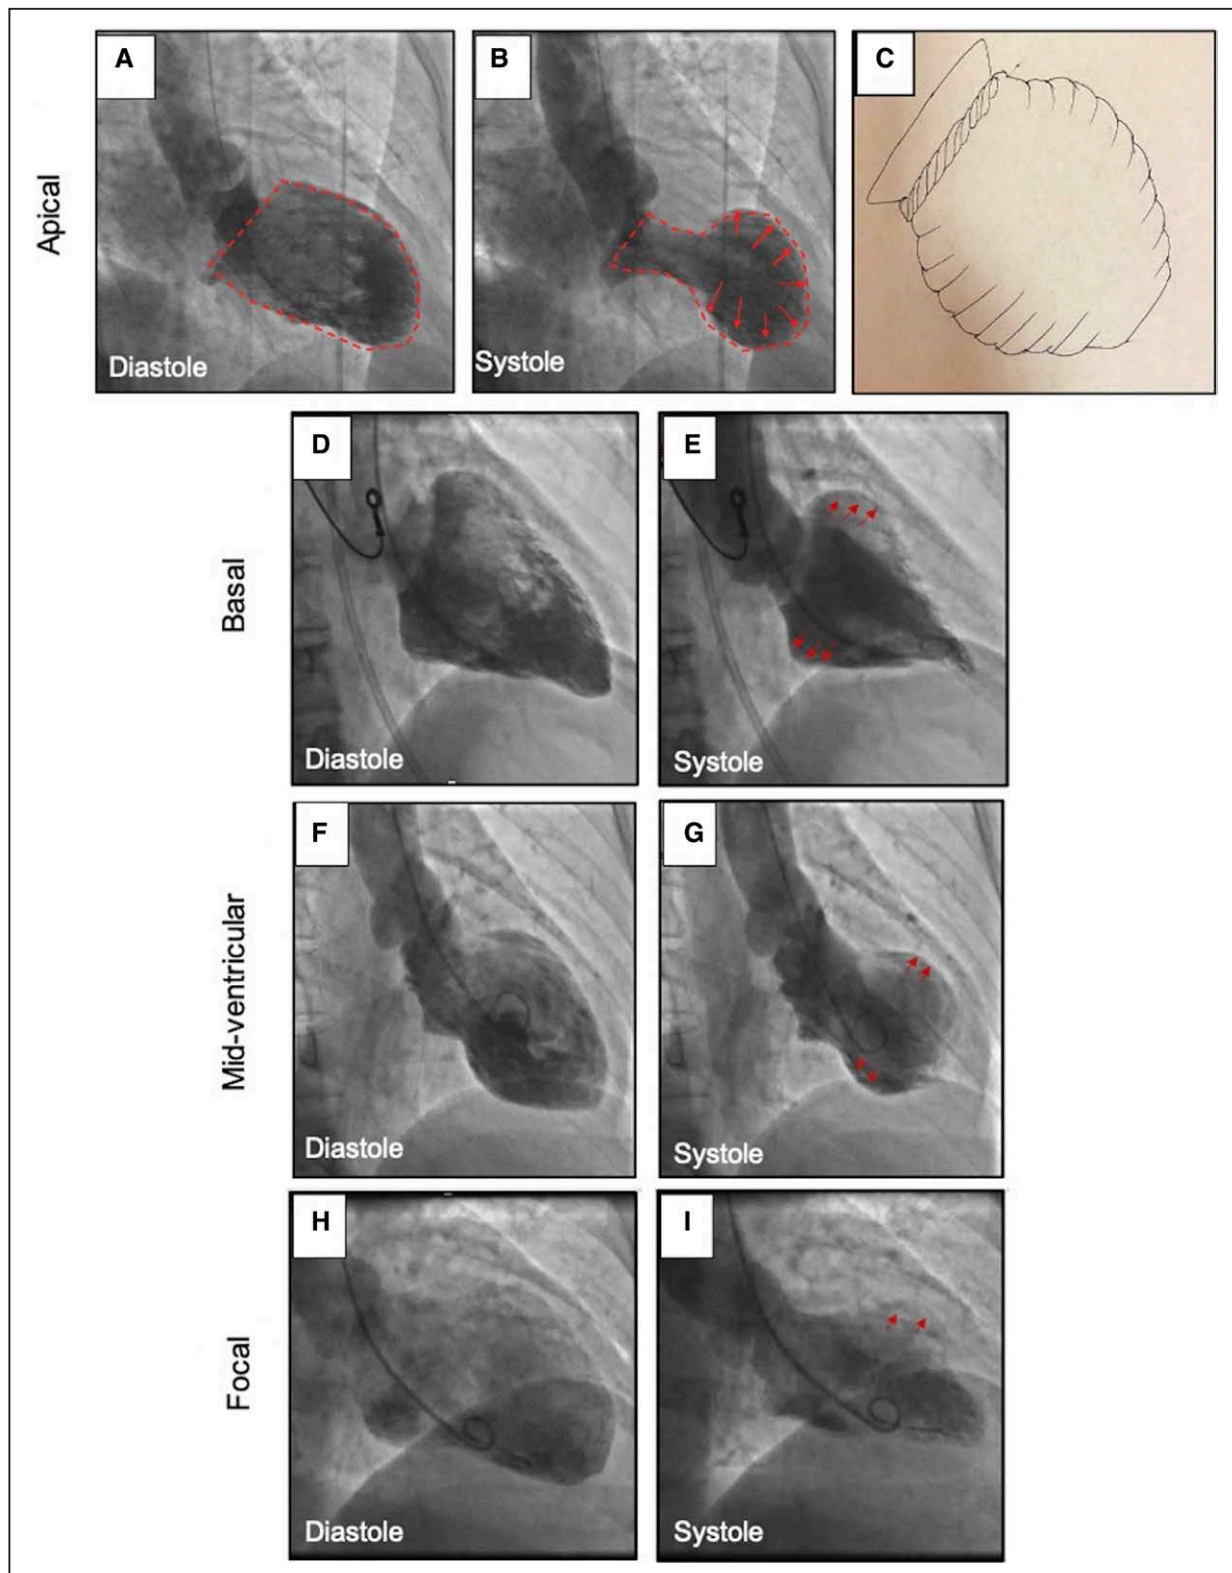 A
B
C
Apical
Diastole
Systole
D
E
Basal
Diastole
Systole
F
G
Mid-ventricular
Diastole
Systole
H
I
Focal
Diastole
Systole